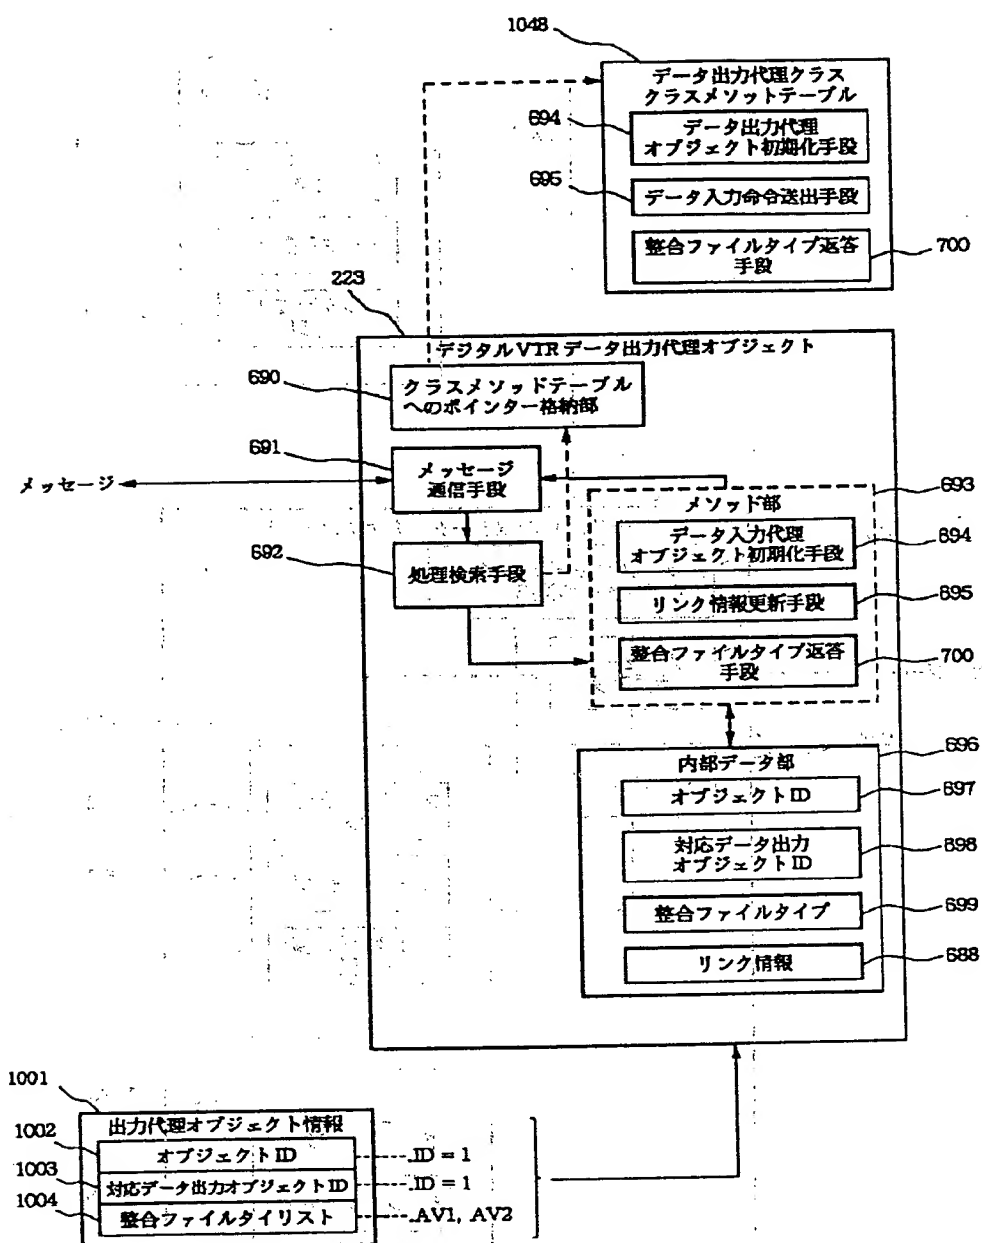 1048
データ出力代理クラス
クラスメソットテーブル
694
データ出力代理
オブジェクト初期化手段
695
データ入力命令送出手段
整合ファイルタイプ返答
手段
700
223
デジタルVTRデータ出力代理オブジェクト
690
クラスメソッドテーブル
へのポインター格納部
691
メッセージ
メッセージ
通信手段
693
メソッド部
データ入力代理
オブジェクト初期化手段
694
692
処理検索手段
リンク情報更新手段
695
整合ファイルタイプ返答
手段
700
696
内部データ部
オブジェクトID
697
対応データ出力
オブジェクトID
698
整合ファイルタイプ
699
リンク情報
688
1001
出力代理オブジェクト情報
1002
オブジェクトID
ID = 1
1003
対応データ出力オブジェクトID
ID = 1
1004
整合ファイルタイリスト
AV1, AV2